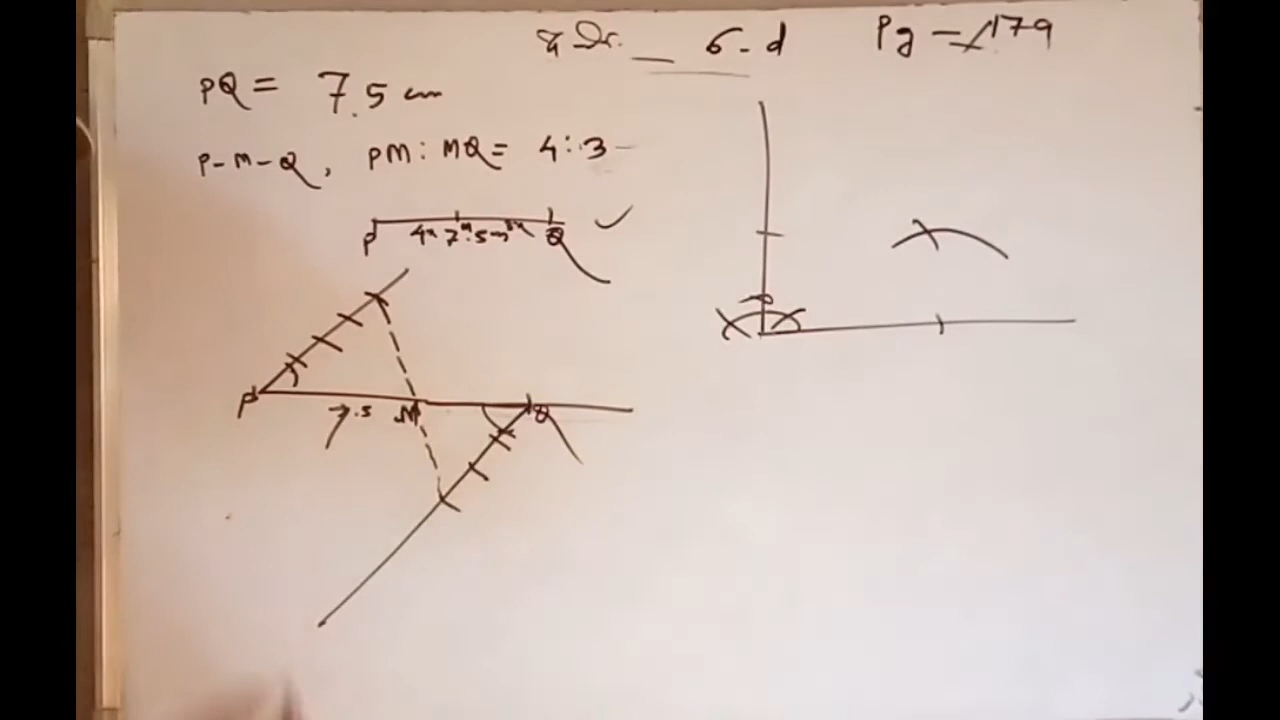 6-d Pg - 179
PQ = 7.5 cm
P-M-Q, PM : MQ = 4:3
P Q
P 7.5 M Q